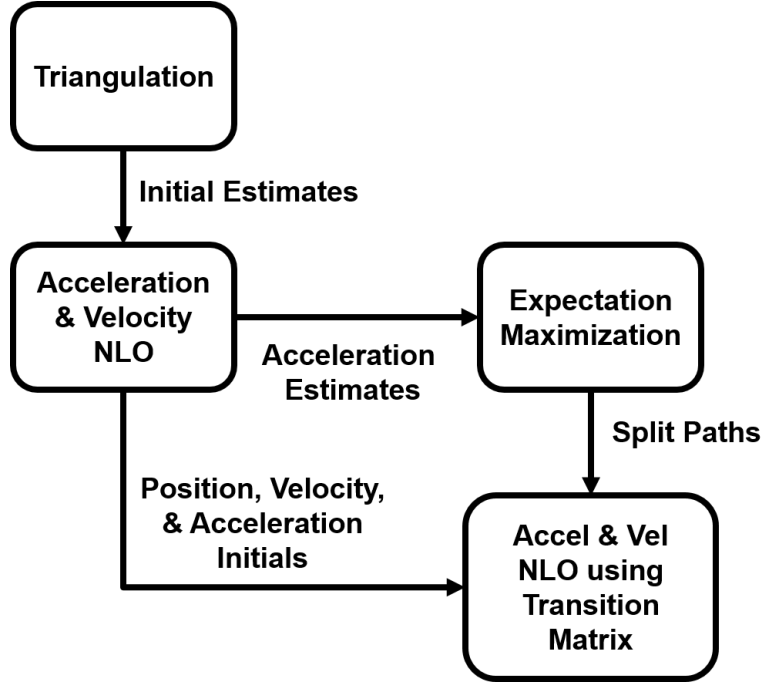 Triangulation
Initial Estimates
Acceleration
& Velocity
NLO
Expectation
Maximization
Acceleration
Estimates
Split Paths
Position, Velocity,
& Acceleration
Initials
Accel & Vel
NLO using
Transition
Matrix